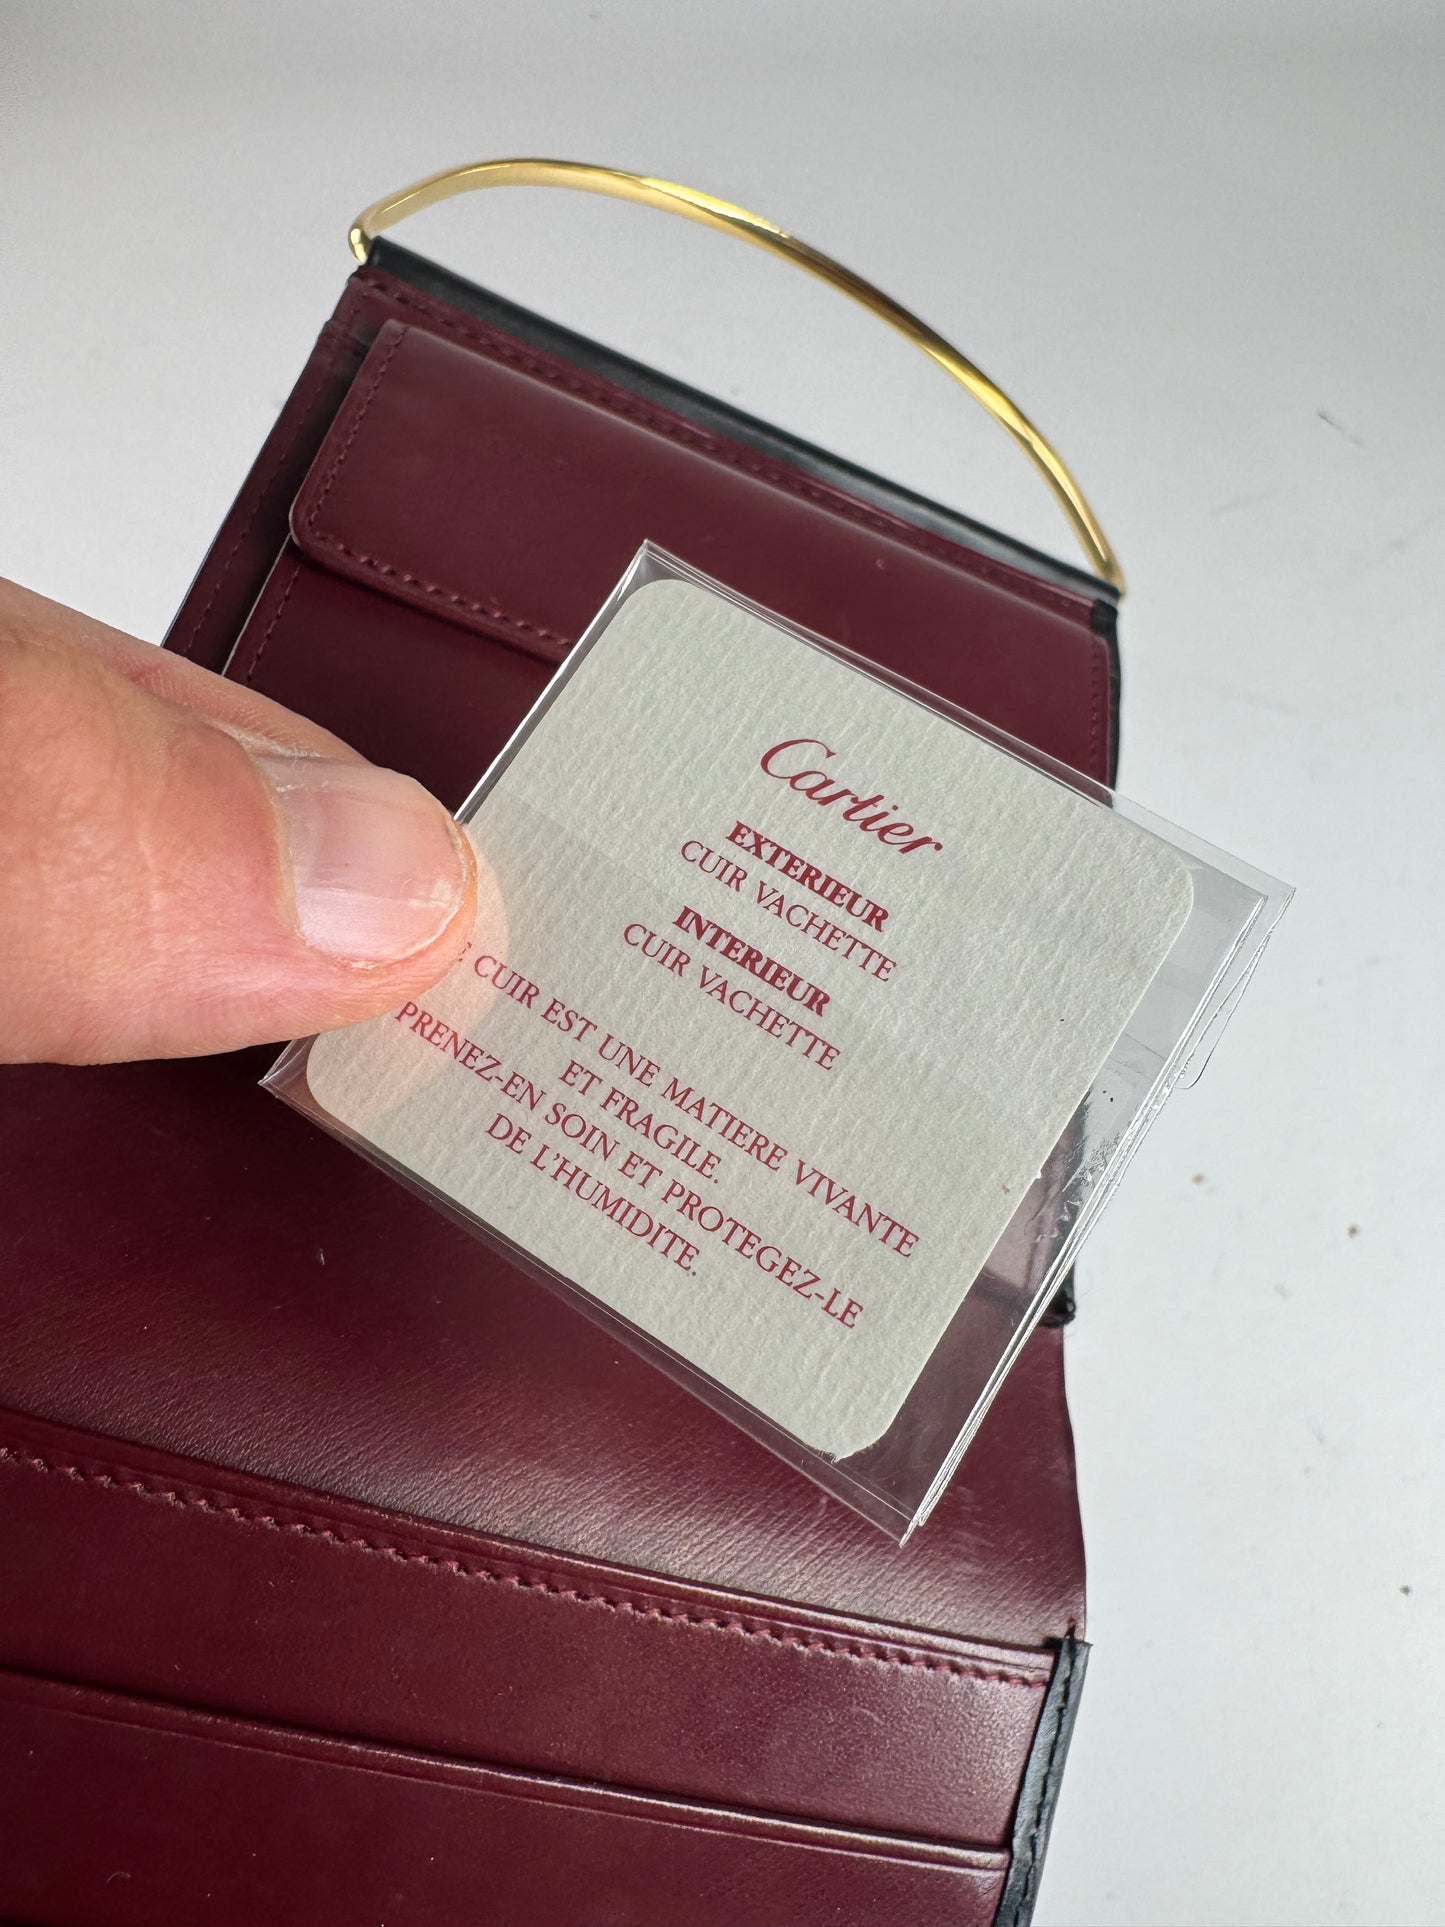 Cartier
EXTERIEUR
CUIR VACHETTE
INTERIEUR
CUIR VACHETTE
CUIR EST UNE MATIERE VIVANTE
ET FRAGILE.
PRENEZ-EN SOIN ET PROTEGEZ-LE
DE L'HUMIDITE.